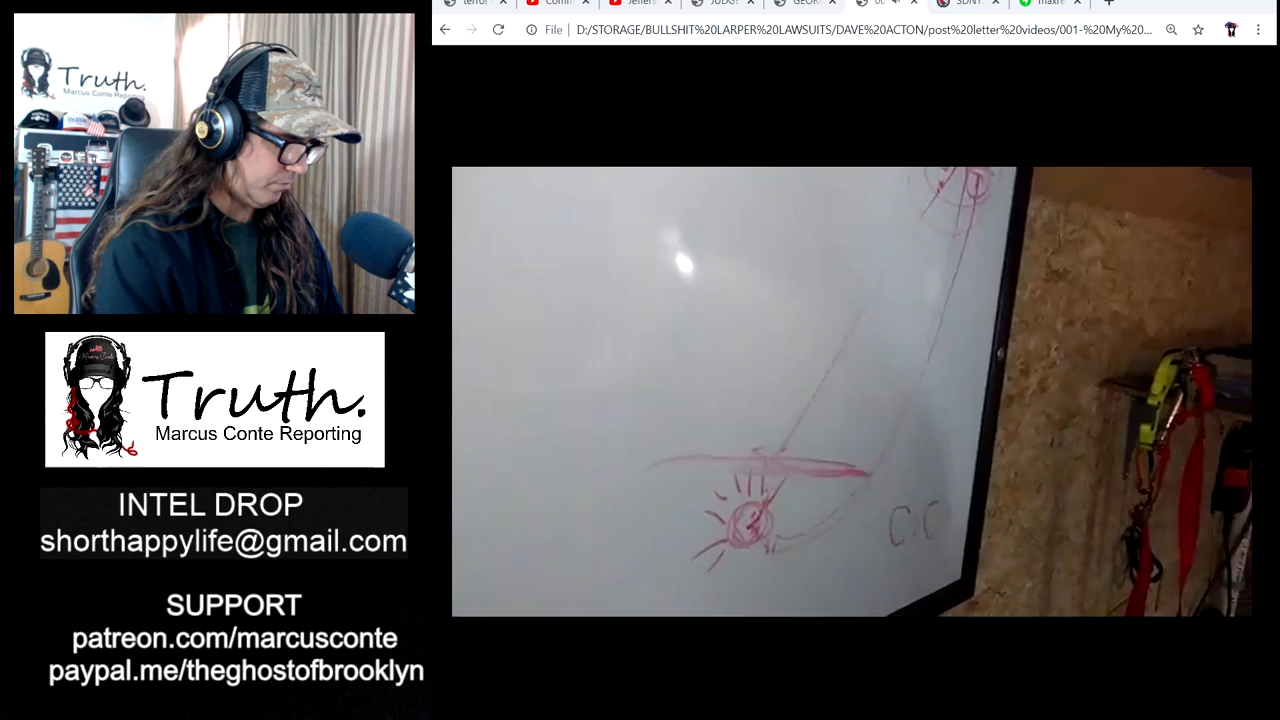 Truth.
Marcus Conte Reporting
File
D:/STORAGE/BULLSHIT%20LARPER%20LAWSUITS/DAVE%20ACTON/post%20letter%20videos/001-%20My%20...
C.C
Truth.
Marcus Conte Reporting
INTEL DROP
shorthappylife@gmail.com
SUPPORT
patreon.com/marcusconte
paypal.me/theghostofbrooklyn